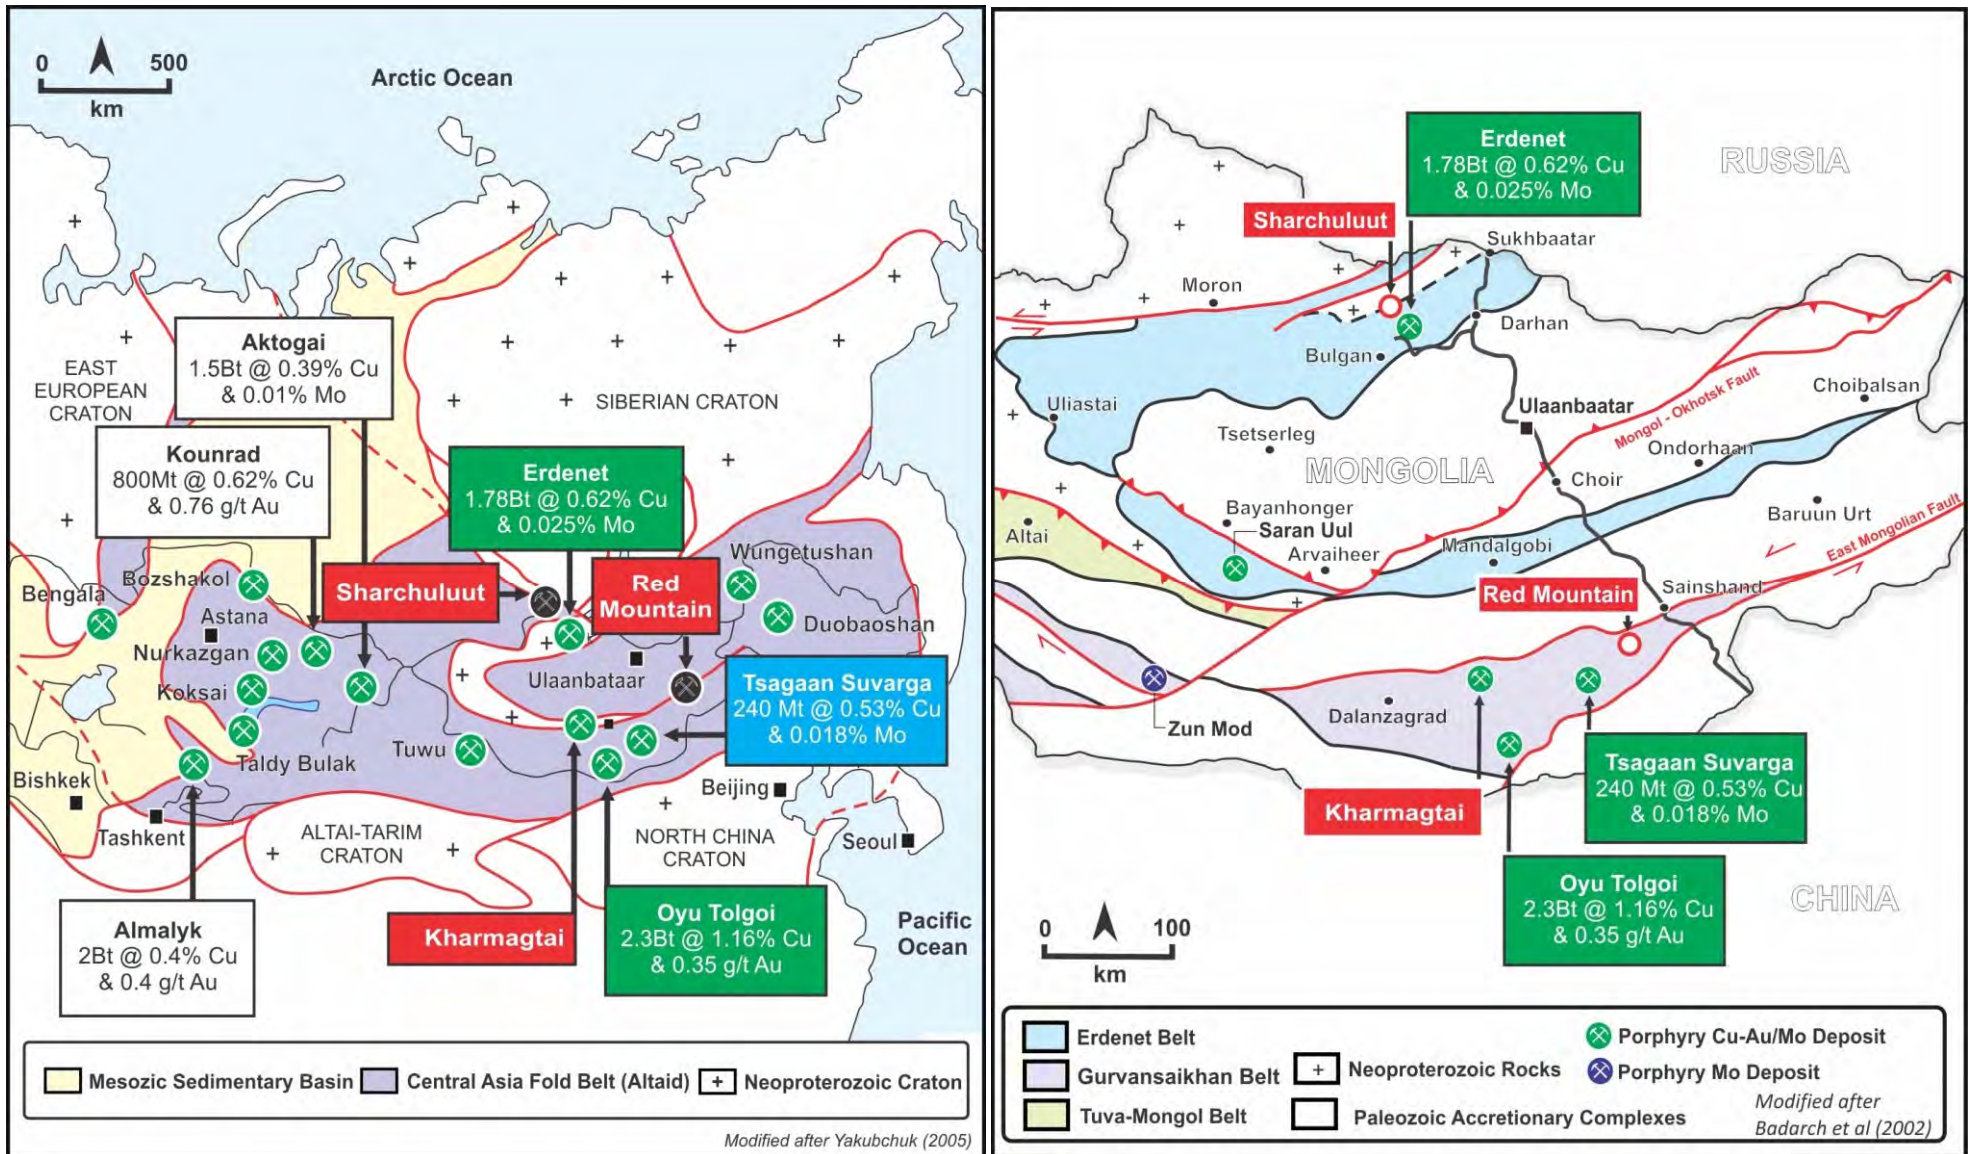 0 500
km
Arctic Ocean
Aktogai
1.5Bt @ 0.39% Cu
& 0.01% Mo
EAST
EUROPEAN
CRATON
SIBERIAN CRATON
Kounrad
800Mt @ 0.62% Cu
& 0.76 g/t Au
Erdenet
1.78Bt @ 0.62% Cu
& 0.025% Mo
Wungetushan
Bozshakol
Sharchuluut
Red
Mountain
Bengala
Astana
Duobaoshan
Nurkazgan
Koksai
Ulaanbataar
Tsagaan Suvarga
240 Mt @ 0.53% Cu
& 0.018% Mo
Tuwu
Taldy Bulak
Bishkek
Beijing
Tashkent
ALTAI-TARIM
CRATON
NORTH CHINA
CRATON
Seoul
Almalyk
2Bt @ 0.4% Cu
& 0.4 g/t Au
Kharmagtai
Oyu Tolgoi
2.3Bt @ 1.16% Cu
& 0.35 g/t Au
Pacific
Ocean
Mesozic Sedimentary Basin
Central Asia Fold Belt (Altaid)
Neoproterozoic Craton
Modified after Yakubchuk (2005)
Erdenet
1.78Bt @ 0.62% Cu
& 0.025% Mo
RUSSIA
Sharchuluut
Sukhbaatar
Moron
Darhan
Bulgan
Choibalsan
Uliastai
Ulaanbaatar
Mongol - Okhotsk Fault
Tsetserleg
Ondorhaan
MONGOLIA
Choir
Bayanhonger
Saran Uul
Baruun Urt
Altai
Arvaiheer
Mandalgobi
East Mongolian Fault
Red Mountain
Sainshand
Dalanzagrad
Zun Mod
Tsagaan Suvarga
240 Mt @ 0.53% Cu
& 0.018% Mo
Kharmagtai
Oyu Tolgoi
2.3Bt @ 1.16% Cu
& 0.35 g/t Au
CHINA
0 100
km
Erdenet Belt
Gurvansaikhan Belt
Tuva-Mongol Belt
Neoproterozoic Rocks
Paleozoic Accretionary Complexes
Porphyry Cu-Au/Mo Deposit
Porphyry Mo Deposit
Modified after
Badarch et al (2002)